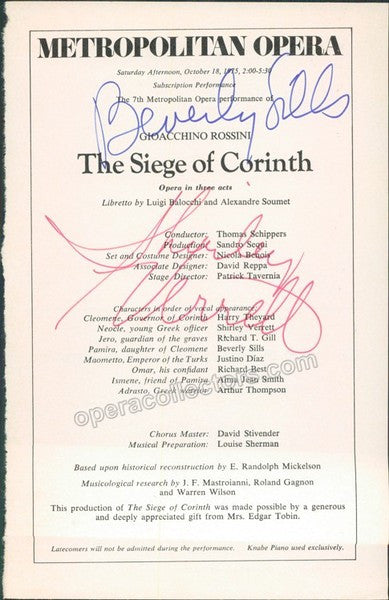 METROPOLITAN OPERA
Saturday Afternoon, October 18, 1975, 2:00-5:30
Subscription Performance
The 7th Metropolitan Opera performance of
Beverly Sills
GIOACCHINO ROSSINI
The Siege of Corinth
Opera in three acts
Libretto by Luigi Balocchi and Alexandre Soumet
Shirley Verrett
Conductor: Thomas Schippers
Production: Sandro Sequi
Set and Costume Designer: Nicola Benois
Associate Designer: David Reppa
Stage Director: Patrick Tavernia
Characters in order of vocal appearance:
Cleomene, Governor of Corinth Harry Theyard
Neocle, young Greek officer Shirley Verrett
Jero, guardian of the graves Richard T. Gill
Pamira, daughter of Cleomene Beverly Sills
Maometto, Emperor of the Turks Justino Díaz
Omar, his confidant Richard Best
Ismene, friend of Pamira Alma Jean Smith
Adrasto, Greek warrior Arthur Thompson
operacollectors.com
Chorus Master: David Stivender
Musical Preparation: Louise Sherman
Based upon historical reconstruction by E. Randolph Mickelson
Musicological research by J. F. Mastroianni, Roland Gagnon
and Warren Wilson
This production of The Siege of Corinth was made possible by a generous
and deeply appreciated gift from Mrs. Edgar Tobin.
Latecomers will not be admitted during the performance. Knabe Piano used exclusively.